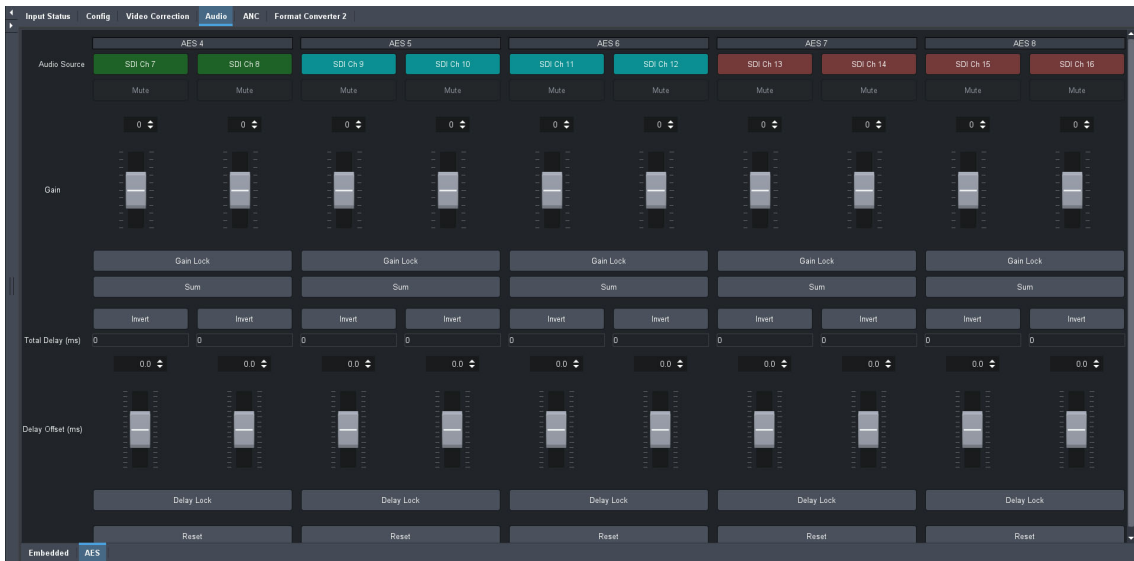 Input Status Config Video Correction Audio ANC Format Converter 2
AES 4 AES 5 AES 6 AES 7 AES 8
Audio Source SDI Ch 7 SDI Ch 8 SDI Ch 9 SDI Ch 10 SDI Ch 11 SDI Ch 12 SDI Ch 13 SDI Ch 14 SDI Ch 15 SDI Ch 16
Mute Mute Mute Mute Mute Mute Mute Mute Mute Mute
0 0 0 0 0 0 0 0 0 0
Gain
Gain Lock Gain Lock Gain Lock Gain Lock Gain Lock
Sum Sum Sum Sum Sum
Invert Invert Invert Invert Invert Invert Invert Invert Invert Invert
Total Delay (ms) 0 0 0 0 0 0 0 0 0 0
0.0 0.0 0.0 0.0 0.0 0.0 0.0 0.0 0.0 0.0
Delay Offset (ms)
Delay Lock Delay Lock Delay Lock Delay Lock Delay Lock
Reset Reset Reset Reset Reset
Embedded AES